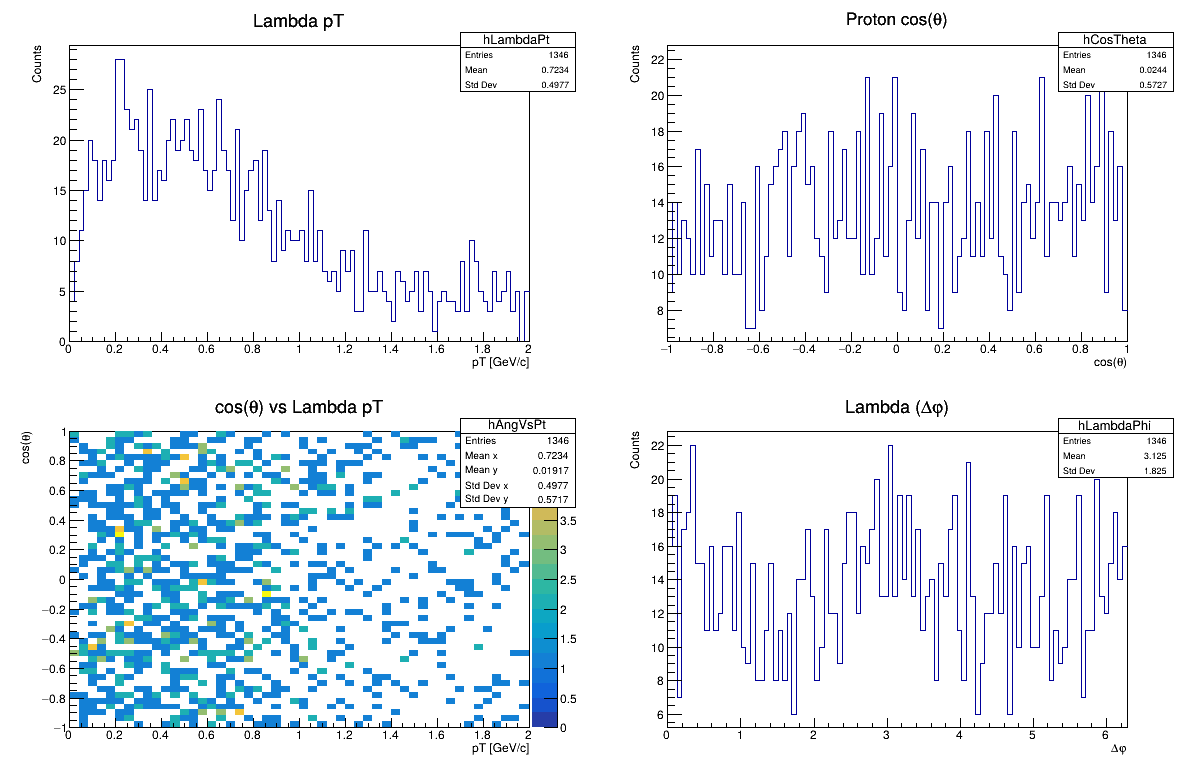 Lambda pT
hLambdaPt
Entries 1346
Mean 0.7234
Std Dev 0.4977
Counts
25
20
15
10
5
0
0 0.2 0.4 0.6 0.8 1 1.2 1.4 1.6 1.8 2
pT [GeV/c]
Proton cos(θ)
hCosTheta
Entries 1346
Mean 0.0244
Std Dev 0.5727
Counts
22
20
18
16
14
12
10
8
−1 −0.8 −0.6 −0.4 −0.2 0 0.2 0.4 0.6 0.8 1
cos(θ)
cos(θ) vs Lambda pT
hAngVsPt
Entries 1346
Mean x 0.7234
Mean y 0.01917
Std Dev x 0.4977
Std Dev y 0.5717
cos(θ)
1
0.8
0.6
0.4
0.2
0
−0.2
−0.4
−0.6
−0.8
−1
0 0.2 0.4 0.6 0.8 1 1.2 1.4 1.6 1.8 2
pT [GeV/c]
3.5
3
2.5
2
1.5
1
0.5
0
Lambda (Δφ)
hLambdaPhi
Entries 1346
Mean 3.125
Std Dev 1.825
Counts
22
20
18
16
14
12
10
8
6
0 1 2 3 4 5 6
Δφ